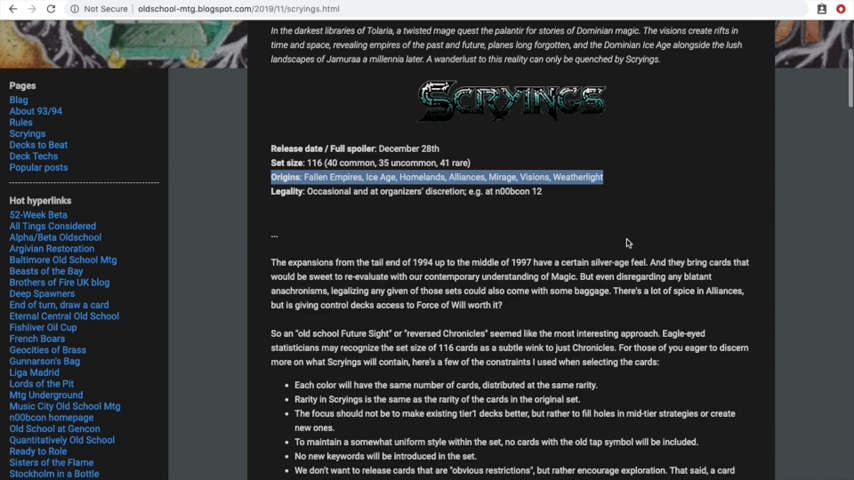 Not Secure | oldschool-mtg.blogspot.com/2019/11/scryings.html
In the darkest libraries of Tolaria, a twisted mage quest the palantir for stories of Dominian magic. The visions create rifts in
time and space, revealing empires of the past and future, planes long forgotten, and the Dominian Ice Age alongside the lush
landscapes of Jamuraa a millennia later. A wanderlust to this reality can only be quenched by Scryings.
SCRYINGS
Release date / Full spoiler: December 28th
Set size: 116 (40 common, 35 uncommon, 41 rare)
Origins: Fallen Empires, Ice Age, Homelands, Alliances, Mirage, Visions, Weatherlight
Legality: Occasional and at organizers' discretion; e.g. at n00bcon 12
...
The expansions from the tail end of 1994 up to the middle of 1997 have a certain silver-age feel. And they bring cards that
would be sweet to re-evaluate with our contemporary understanding of Magic. But even disregarding any blatant
anachronisms, legalizing any given of those sets could also come with some baggage. There's a lot of spice in Alliances,
but is giving control decks access to Force of Will worth it?
So an "old school Future Sight" or "reversed Chronicles" seemed like the most interesting approach. Eagle-eyed
statisticians may recognize the set size of 116 cards as a subtle wink to just Chronicles. For those of you eager to discern
more on what Scryings will contain, here's a few of the constraints I used when selecting the cards:
Each color will have the same number of cards, distributed at the same rarity.
Rarity in Scryings is the same as the rarity of the cards in the original set.
The focus should not be to make existing tier1 decks better, but rather to fill holes in mid-tier strategies or create
new ones.
To maintain a somewhat uniform style within the set, no cards with the old tap symbol will be included.
No new keywords will be introduced in the set.
We don't want to release cards that are "obvious restrictions", but rather encourage exploration. That said, a card
Pages
Blag
About 93/94
Rules
Scryings
Decks to Beat
Deck Techs
Popular posts
Hot hyperlinks
52-Week Beta
All Tings Considered
Alpha/Beta Oldschool
Argivian Restoration
Baltimore Oldschool Mtg
Beasts of the Bay
Brothers of Fire UK blog
Deep Spawners
End of turn, draw a card
Eternal Central Old School
Fishliver Oil Cup
French Boars
Geocities of Brass
Gunnarson's Bag
Liga Madrid
Lords of the Pit
Mtg Underground
Music City Old School Mtg
n00bcon homepage
Old School at Gencon
Quantitatively Old School
Ready to Role
Sisters of the Flame
Stockholm in a Bottle